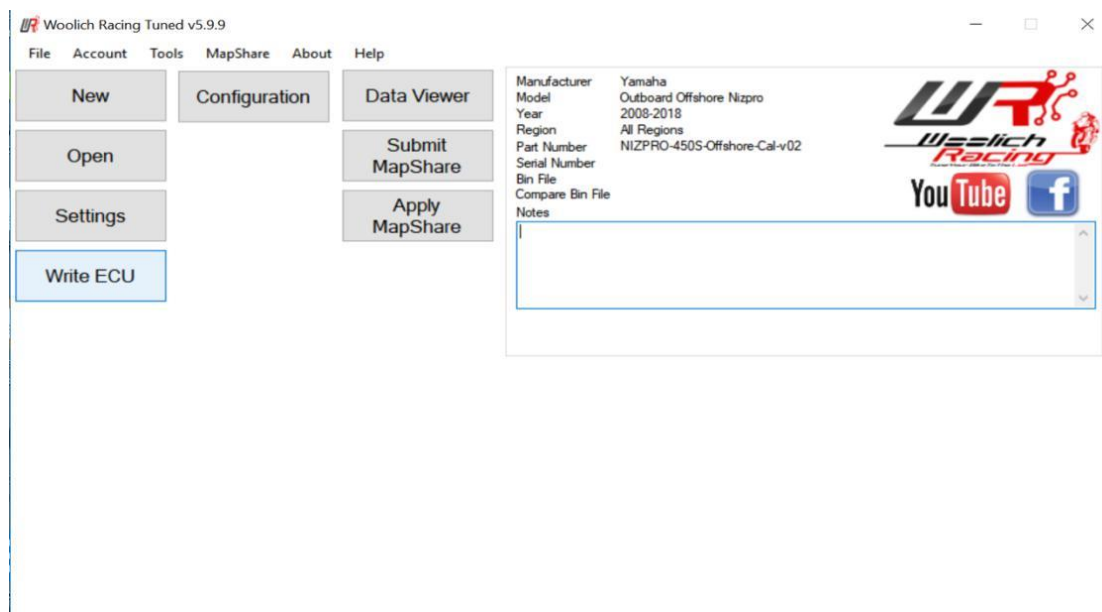 Woolich Racing Tuned v5.9.9
File Account Tools MapShare About Help
New
Configuration
Data Viewer
Open
Submit
MapShare
Settings
Apply
MapShare
Write ECU
Manufacturer Yamaha
Model Outboard Offshore Nizpro
Year 2008-2018
Region All Regions
Part Number NIZPRO-450S-Offshore-Cal-v02
Serial Number
Bin File
Compare Bin File
Notes
WR
Woolich
Racing
YouTube
f